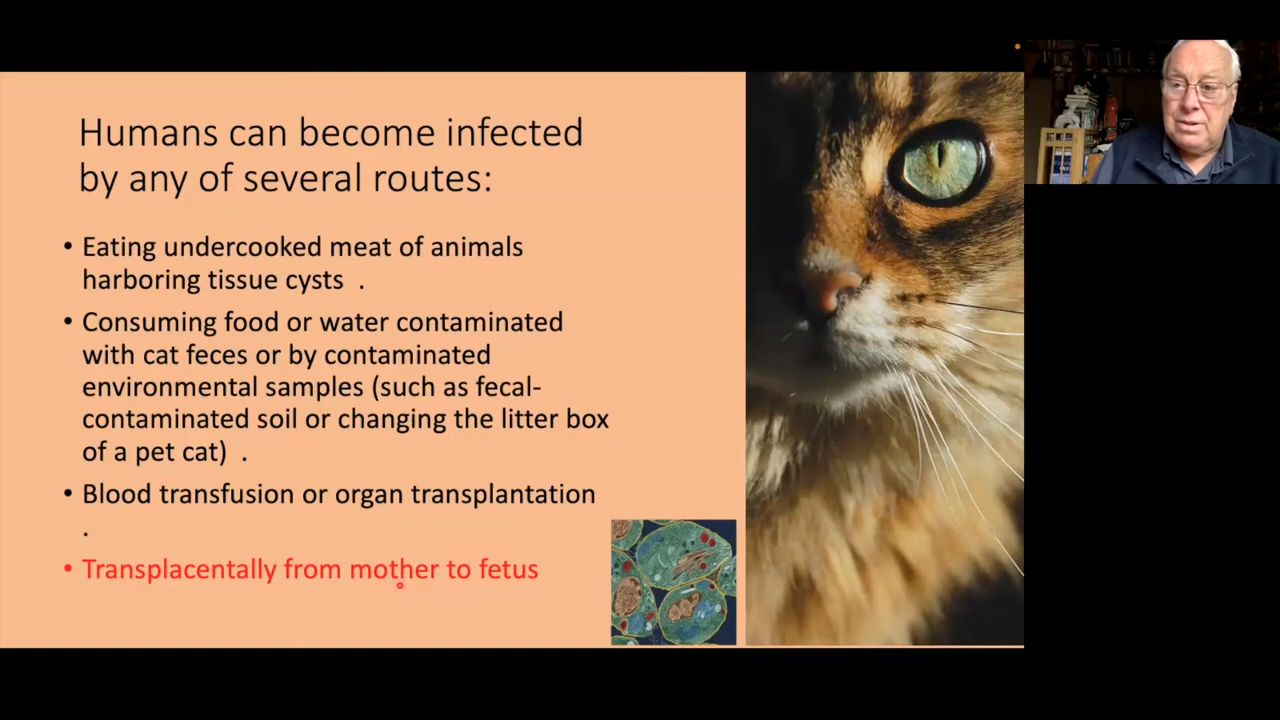 Humans can become infected
by any of several routes:
• Eating undercooked meat of animals
harboring tissue cysts .
• Consuming food or water contaminated
with cat feces or by contaminated
environmental samples (such as fecal-
contaminated soil or changing the litter box
of a pet cat) .
• Blood transfusion or organ transplantation
.
• Transplacentally from mother to fetus